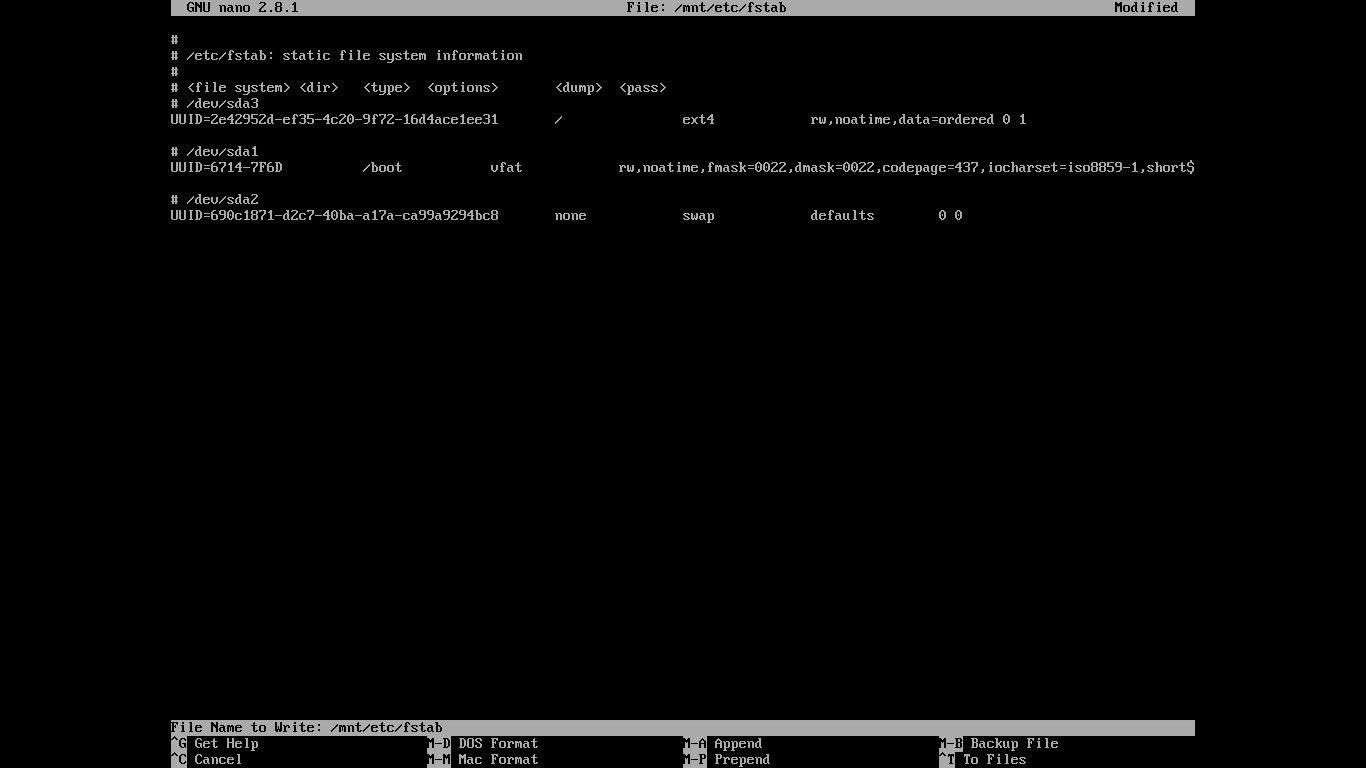 GNU nano 2.8.1 File: /mnt/etc/fstab Modified
#
# /etc/fstab: static file system information
#
# <file system> <dir> <type> <options> <dump> <pass>
# /dev/sda3
UUID=2e42952d-ef35-4c20-9f72-16d4ace1ee31 / ext4 rw,noatime,data=ordered 0 1
# /dev/sda1
UUID=6714-7F6D /boot vfat rw,noatime,fmask=0022,dmask=0022,codepage=437,iocharset=iso8859-1,short$
# /dev/sda2
UUID=690c1871-d2c7-40ba-a17a-ca99a9294bc8 none swap defaults 0 0
File Name to Write: /mnt/etc/fstab
^G Get Help M-D DOS Format M-A Append M-B Backup File
^C Cancel M-M Mac Format M-P Prepend ^T To Files